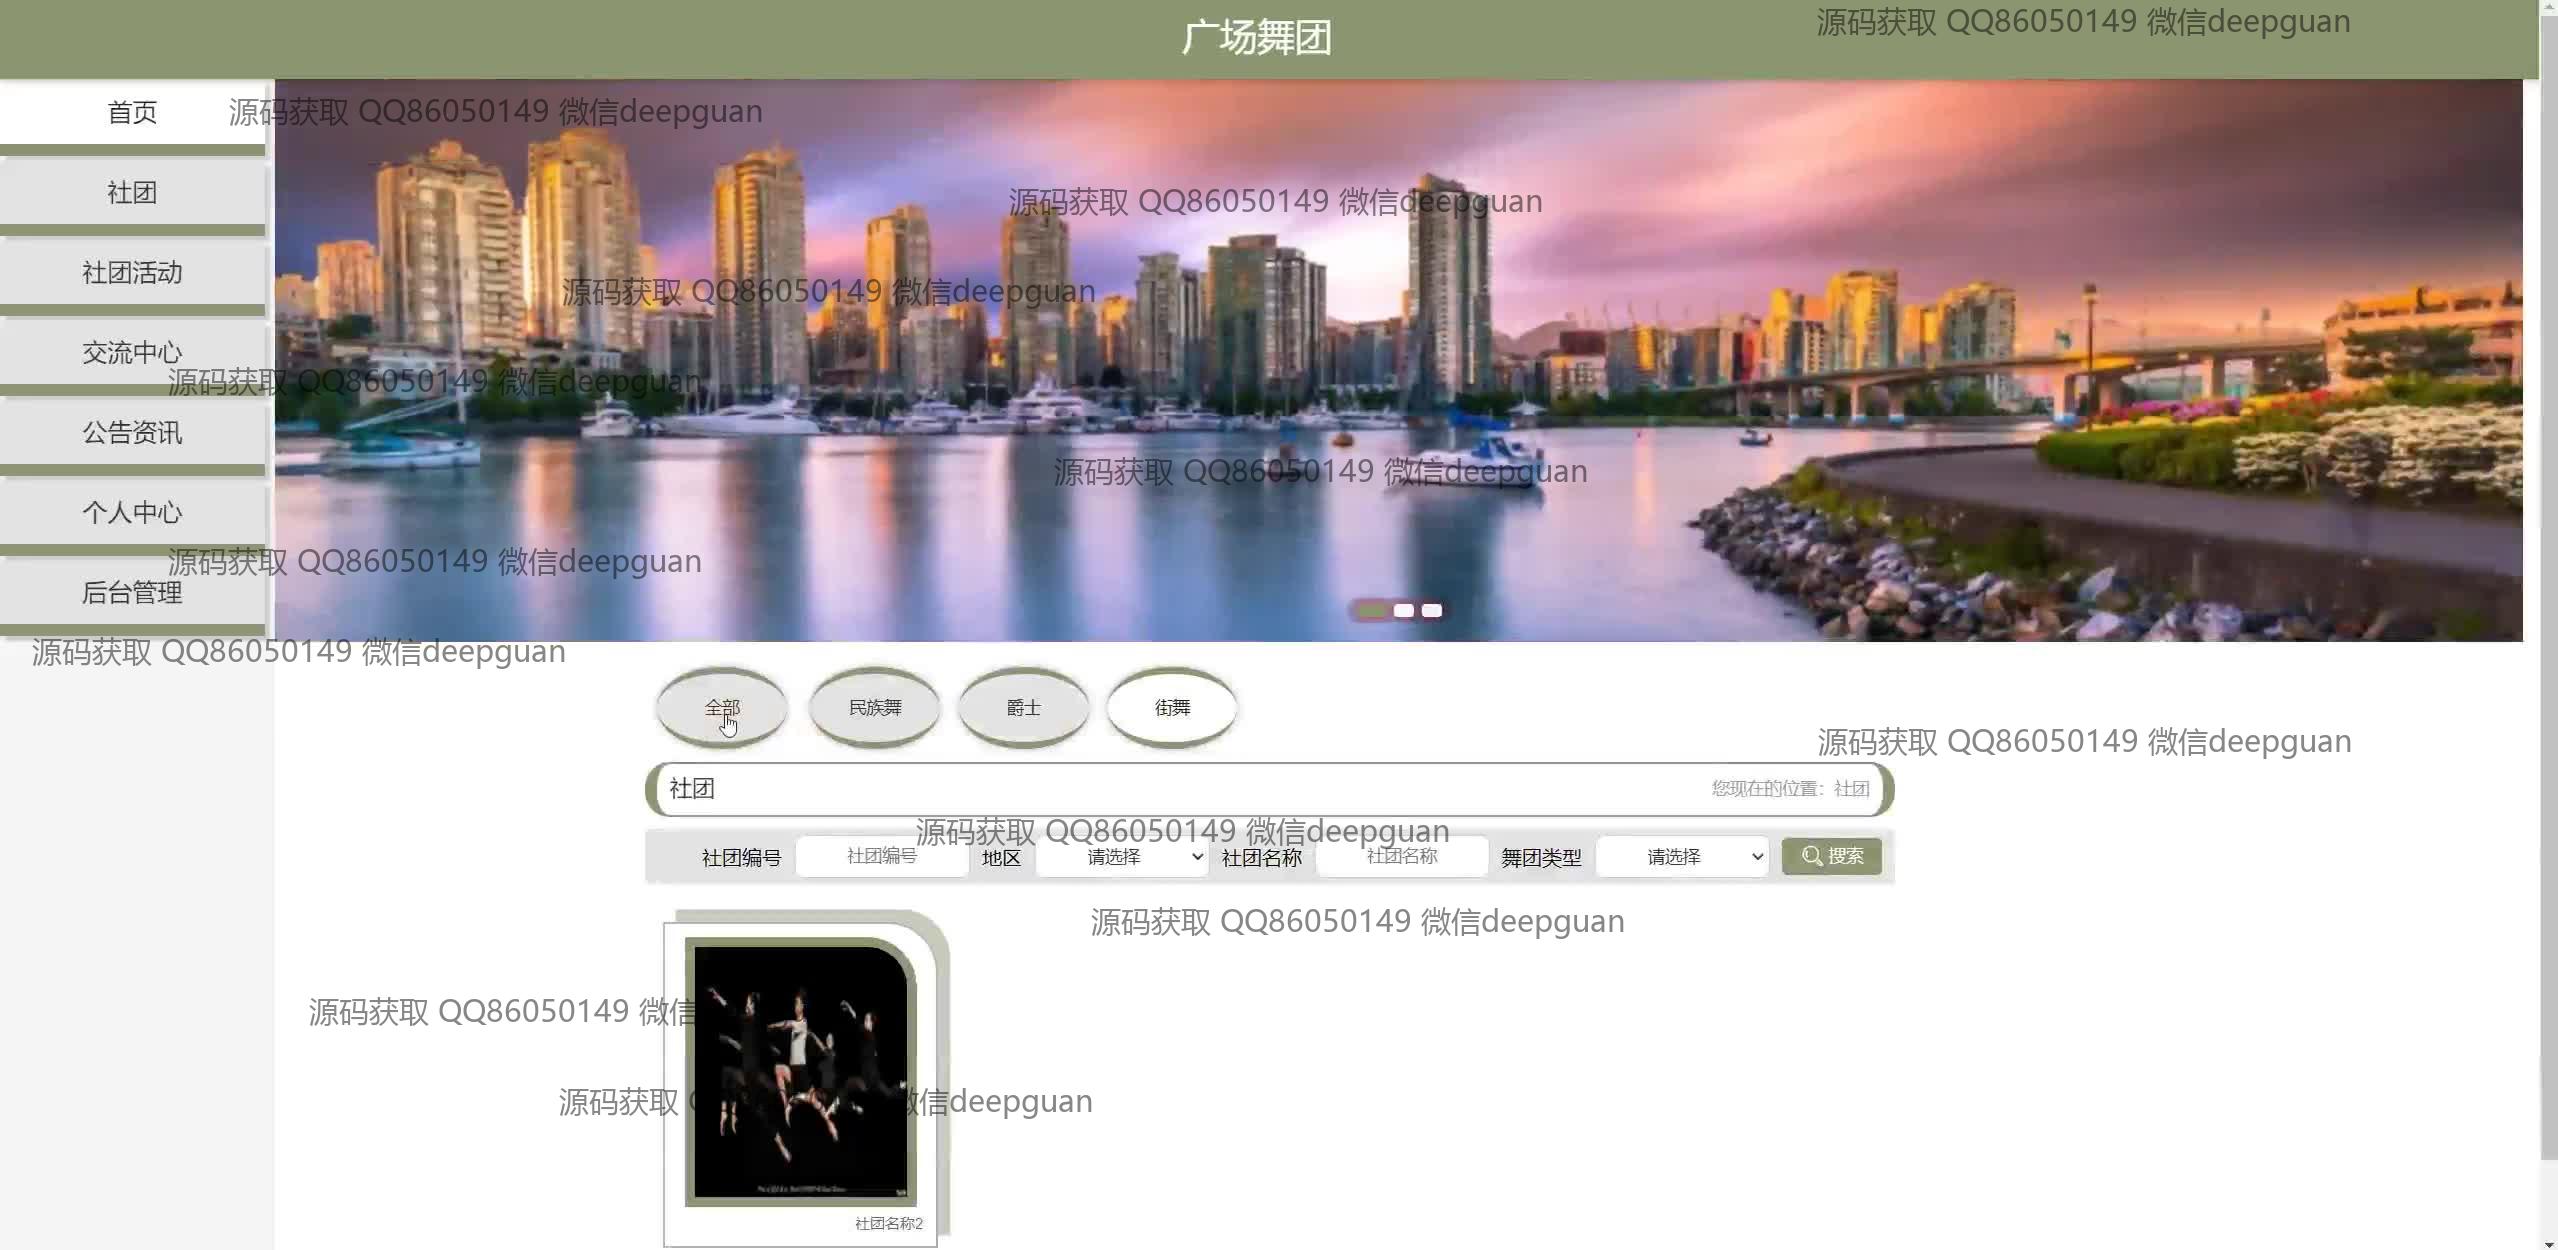 广场舞团
源码获取 QQ86050149 微信deepguan
首页
源码获取 QQ86050149 微信deepguan
社团
源码获取 QQ86050149 微信deepguan
社团活动
源码获取 QQ86050149 微信deepguan
交流中心
源码获取 QQ86050149 微信deepguan
公告资讯
源码获取 QQ86050149 微信deepguan
个人中心
源码获取 QQ86050149 微信deepguan
后台管理
源码获取 QQ86050149 微信deepguan
全部 民族舞 爵士 街舞
源码获取 QQ86050149 微信deepguan
社团 您现在的位置：社团
源码获取 QQ86050149 微信deepguan
社团编号 社团编号 地区 请选择 社团名称 社团名称 舞团类型 请选择 搜索
源码获取 QQ86050149 微信deepguan
源码获取 QQ86050149 微信
源码获取 微信deepguan
社团名称2